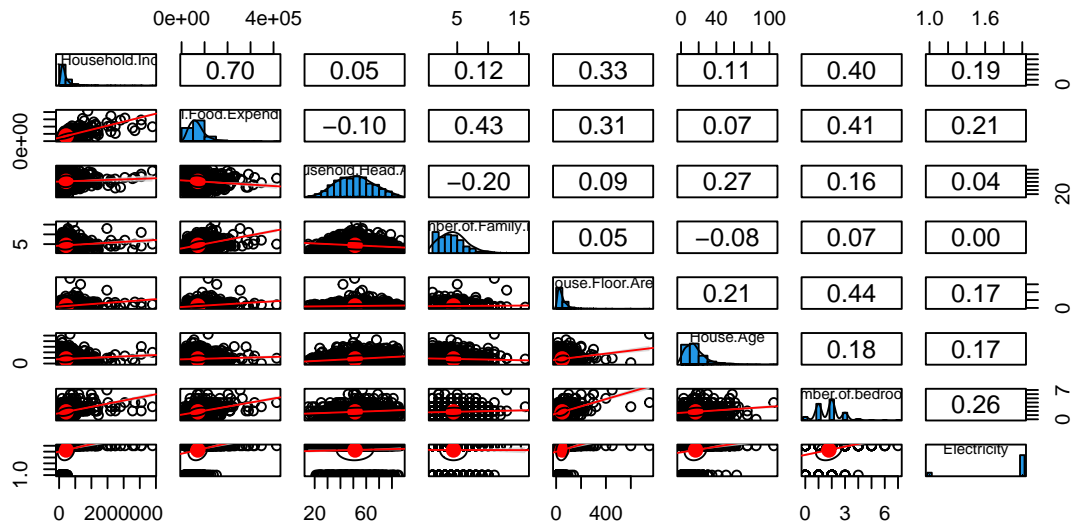 0e+00 4e+05 5 15 0 40 80 100 1.0 1.6
Household.Inc 0.70 0.05 0.12 0.33 0.11 0.40 0.19 0
0e+00 l.Food.Expend −0.10 0.43 0.31 0.07 0.41 0.21
usehold.Head.A −0.20 0.09 0.27 0.16 0.04 20
5 nber.of.Family.I 0.05 −0.08 0.07 0.00
ouse.Floor.Are 0.21 0.44 0.17 0
0 House.Age 0.18 0.17
mber.of.bedroo 0.26 0 7
1.0 Electricity
0 2000000 20 60 0 400 0 3 6